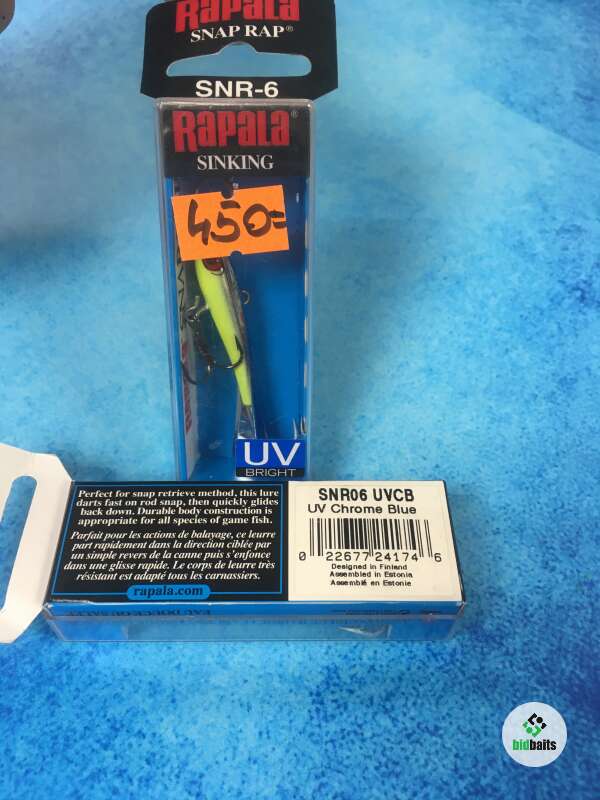 Rapala
SNAP RAP®
SNR-6
Rapala®
SINKING
450=
UV
BRIGHT
Perfect for snap retrieve method, this lure
darts fast on rod snap, then quickly glides
back down. Durable body construction is
appropriate for all species of game fish.
Parfait pour les actions de balayage, ce leurre
part rapidement dans la direction ciblée par
un simple revers de la canne puis s'enfonce
dans une glisse rapide. Le corps de leurre très
résistant est adapté tous les carnassiers.
rapala.com
SNR06 UVCB
UV Chrome Blue
0 22677 24174 6
Designed in Finland
Assembled in Estonia
Assemblé en Estonie
bidbaits